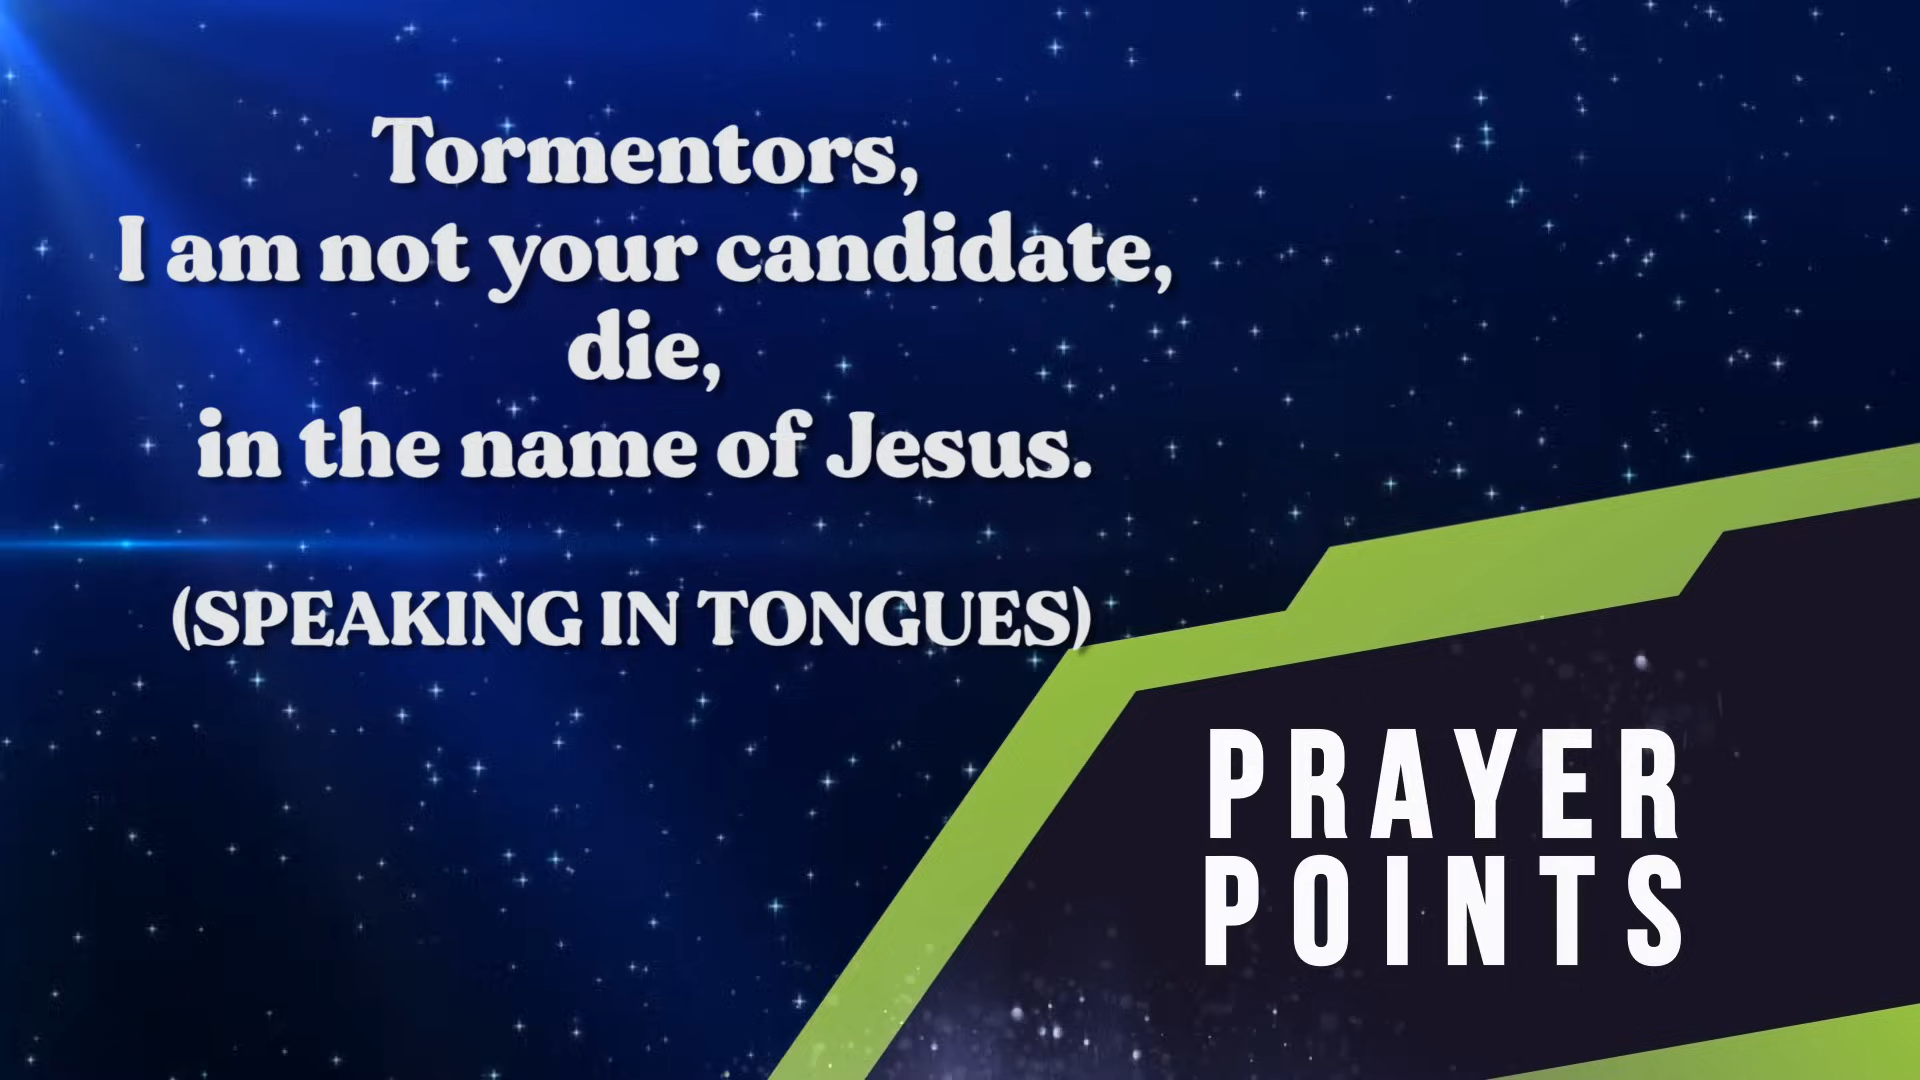 Tormentors,
I am not your candidate,
die,
in the name of Jesus.
(SPEAKING IN TONGUES)
PRAYER
POINTS